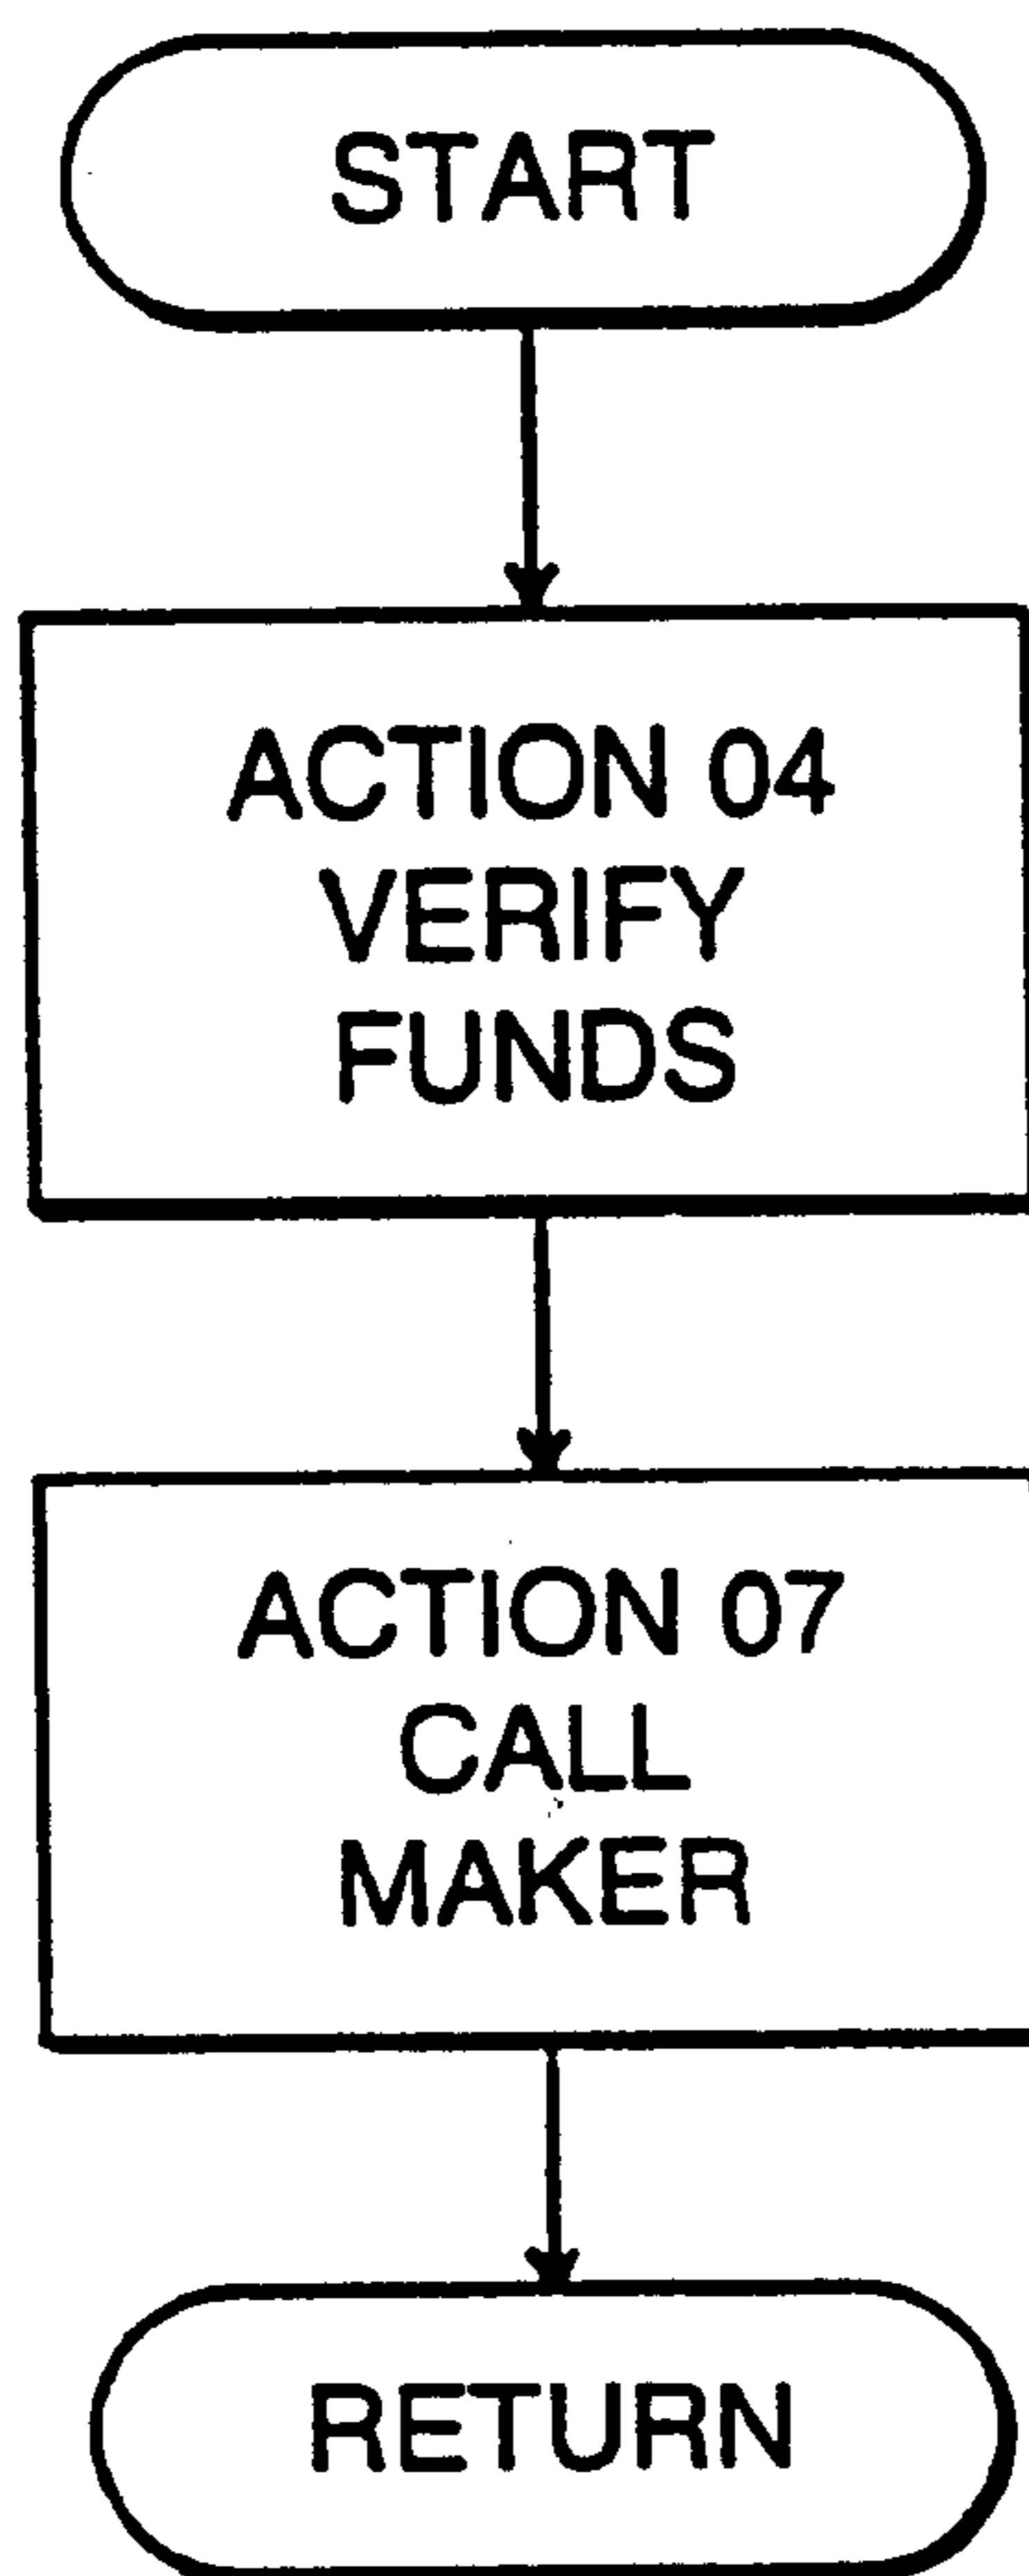 START
ACTION 04
VERIFY
FUNDS
ACTION 07
CALL
MAKER
RETURN